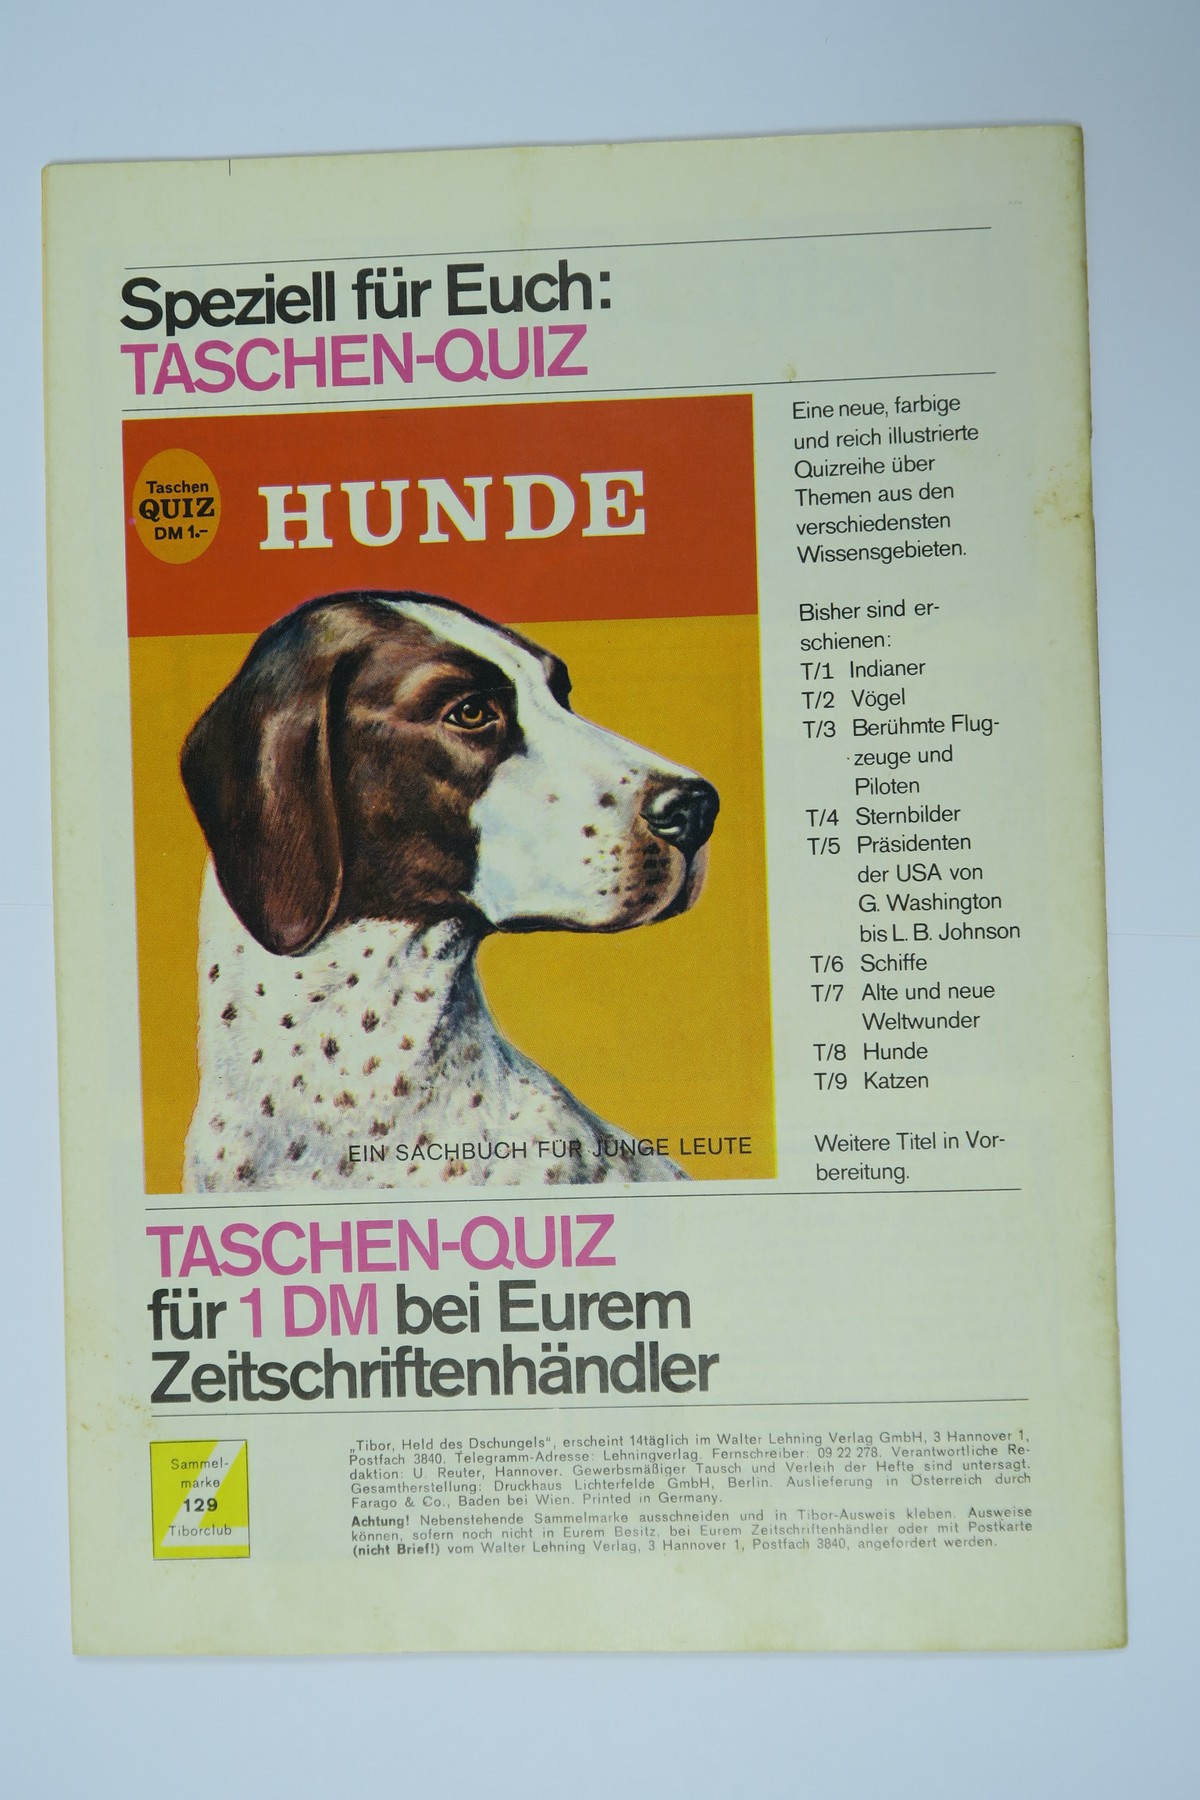 Speziell für Euch:
TASCHEN-QUIZ
Taschen
QUIZ
DM 1.-
HUNDE
EIN SACHBUCH FÜR JUNGE LEUTE
Eine neue, farbige
und reich illustrierte
Quizreihe über
Themen aus den
verschiedensten
Wissensgebieten.
Bisher sind er-
schienen:
T/1 Indianer
T/2 Vögel
T/3 Berühmte Flug-
zeuge und
Piloten
T/4 Sternbilder
T/5 Präsidenten
der USA von
G. Washington
bis L. B. Johnson
T/6 Schiffe
T/7 Alte und neue
Weltwunder
T/8 Hunde
T/9 Katzen
Weitere Titel in Vor-
bereitung.
TASCHEN-QUIZ
für 1 DM bei Eurem
Zeitschriftenhändler
Sammel-
marke
129
Tiborclub
„Tibor, Held des Dschungels“, erscheint 14täglich im Walter Lehning Verlag GmbH, 3 Hannover 1,
Postfach 3840. Telegramm-Adresse: Lehningverlag. Fernschreiber: 09 22 278. Verantwortliche Re-
daktion: U. Reuter, Hannover. Gewerbsmäßiger Tausch und Verleih der Hefte sind untersagt.
Gesamtherstellung: Druckhaus Lichterfelde GmbH, Berlin. Auslieferung in Österreich durch
Farago & Co., Baden bei Wien. Printed in Germany.
Achtung! Nebenstehende Sammelmarke ausschneiden und in Tibor-Ausweis kleben. Ausweise
können, sofern noch nicht in Eurem Besitz, bei Eurem Zeitschriftenhändler oder mit Postkarte
(nicht Brief!) vom Walter Lehning Verlag, 3 Hannover 1, Postfach 3840, angefordert werden.